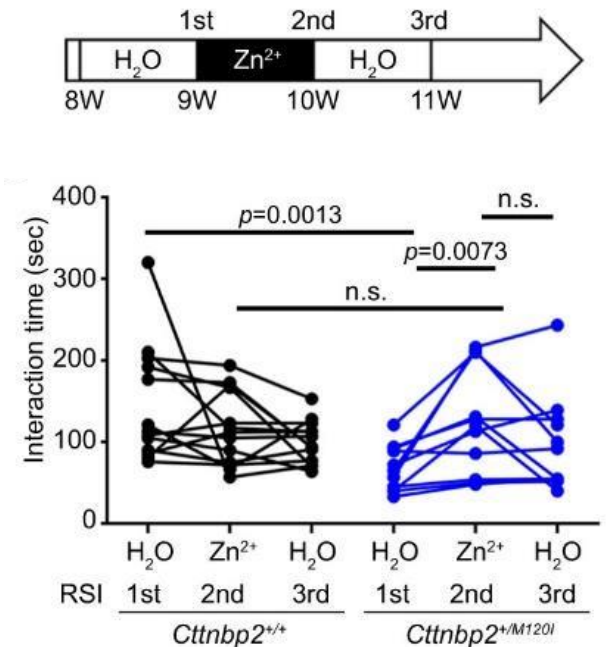 1st 2nd 3rd
H₂O Zn²⁺ H₂O
8W 9W 10W 11W
400
n.s.
p=0.0013
p=0.0073
300
n.s.
200
100
0
Interaction time (sec)
H₂O Zn²⁺ H₂O H₂O Zn²⁺ H₂O
RSI 1st 2nd 3rd 1st 2nd 3rd
Cttnbp2⁺/⁺ Cttnbp2⁺/ᴹ¹²⁰ᴵ